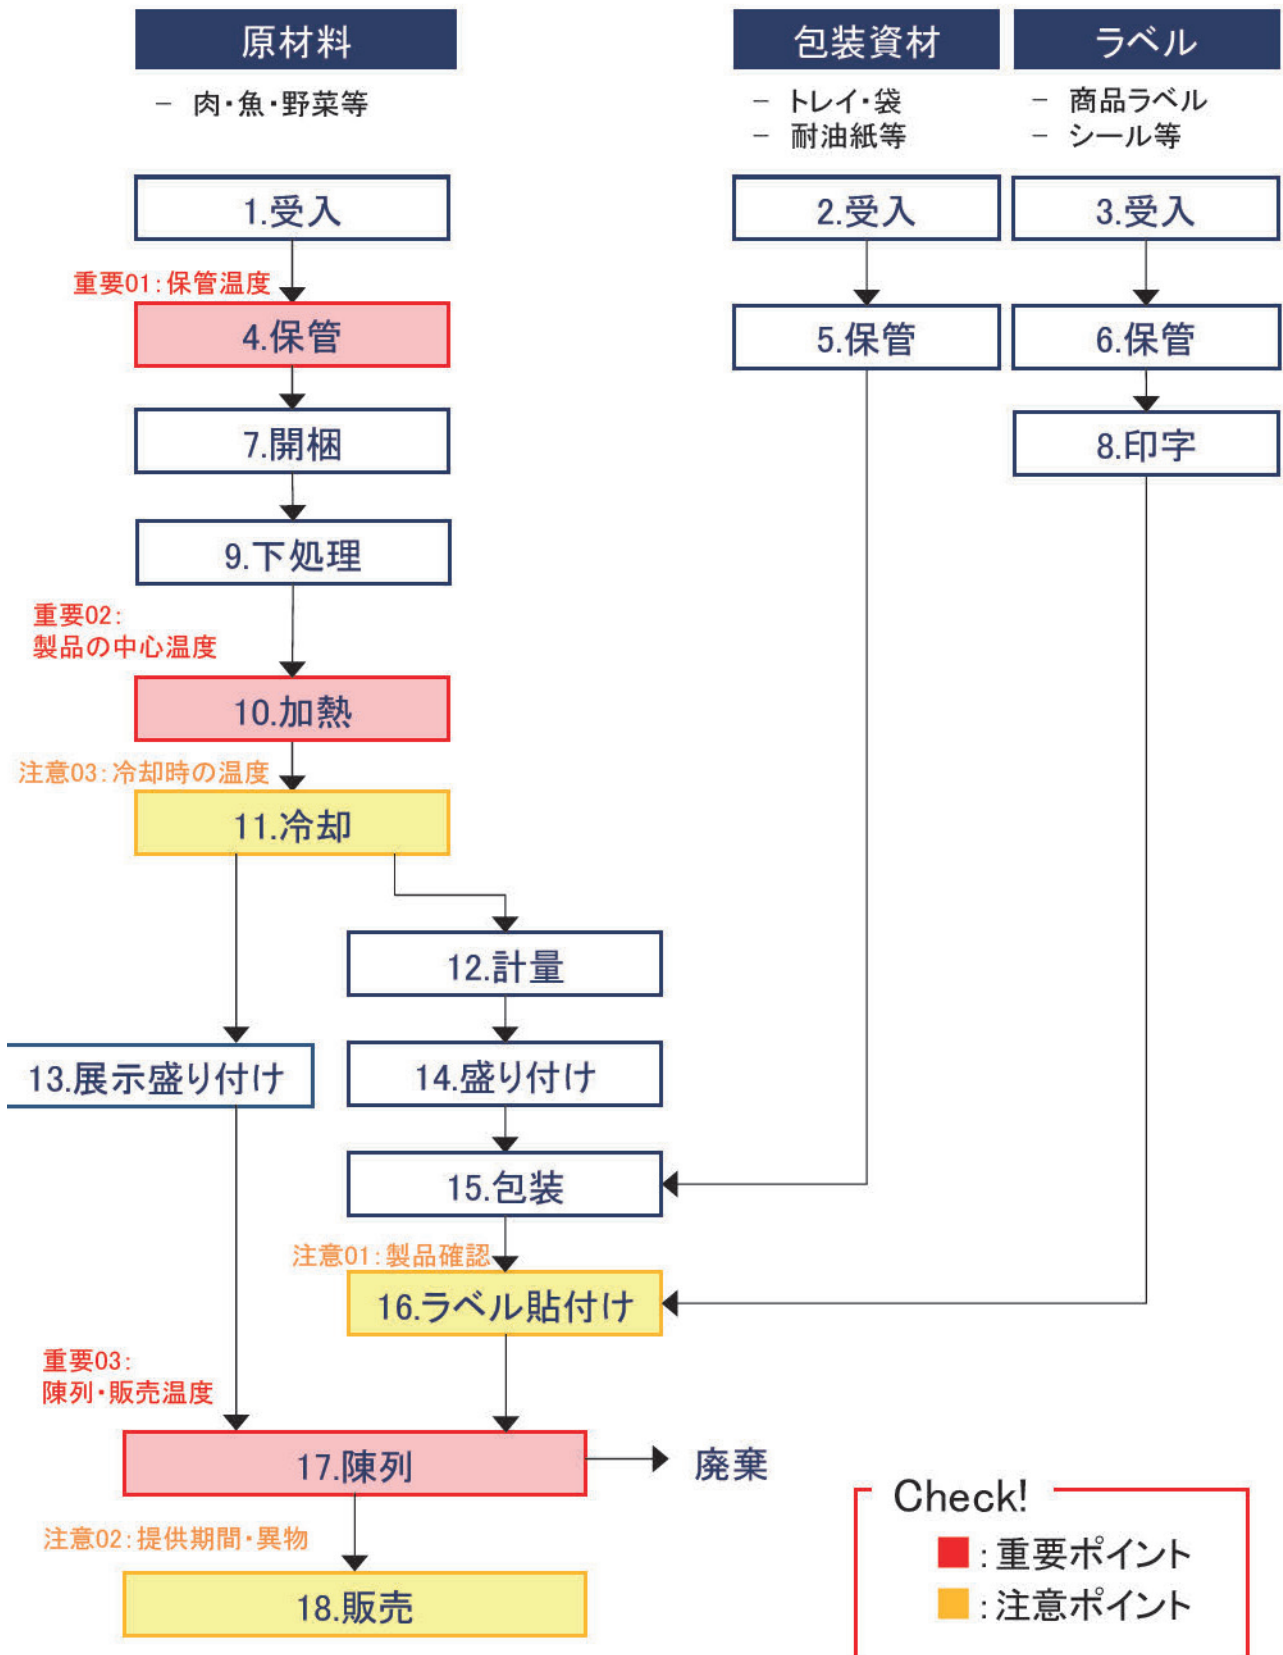 原材料
包装資材
ラベル
－ 肉・魚・野菜等
－ トレイ・袋
－ 耐油紙等
－ 商品ラベル
－ シール等
1.受入
2.受入
3.受入
重要01：保管温度
4.保管
5.保管
6.保管
7.開梱
8.印字
9.下処理
重要02：
製品の中心温度
10.加熱
注意03：冷却時の温度
11.冷却
12.計量
13.展示盛り付け
14.盛り付け
15.包装
注意01：製品確認
16.ラベル貼付け
重要03：
陳列・販売温度
17.陳列
廃棄
注意02：提供期間・異物
18.販売
Check!
：重要ポイント
：注意ポイント